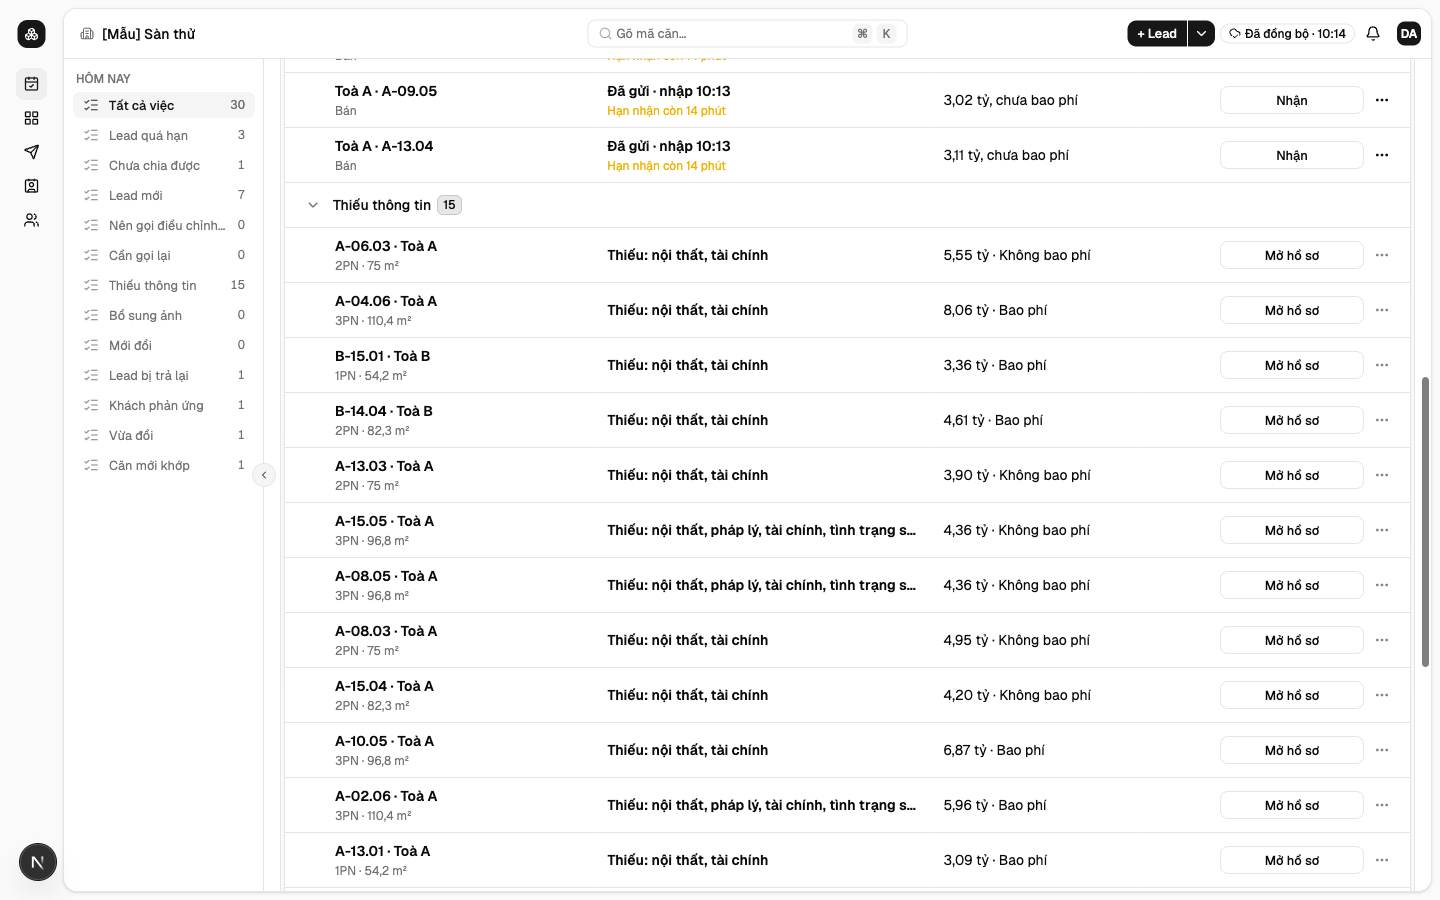 [Mẫu] Sàn thử
Gõ mã căn...
⌘ K
+ Lead
Đã đồng bộ · 10:14
DA
HÔM NAY
Tất cả việc 30
Lead quá hạn 3
Chưa chia được 1
Lead mới 7
Nên gọi điều chỉnh... 0
Cần gọi lại 0
Thiếu thông tin 15
Bổ sung ảnh 0
Mới đổi 0
Lead bị trả lại 1
Khách phản ứng 1
Vừa đổi 1
Căn mới khớp 1
N
Bán
Hạn nhận còn 14 phút
Toà A · A-09.05
Bán
Đã gửi · nhập 10:13
Hạn nhận còn 14 phút
3,02 tỷ, chưa bao phí
Nhận
Toà A · A-13.04
Bán
Đã gửi · nhập 10:13
Hạn nhận còn 14 phút
3,11 tỷ, chưa bao phí
Nhận
Thiếu thông tin 15
A-06.03 · Toà A
2PN · 75 m²
Thiếu: nội thất, tài chính
5,55 tỷ · Không bao phí
Mở hồ sơ
A-04.06 · Toà A
3PN · 110,4 m²
Thiếu: nội thất, tài chính
8,06 tỷ · Bao phí
Mở hồ sơ
B-15.01 · Toà B
1PN · 54,2 m²
Thiếu: nội thất, tài chính
3,36 tỷ · Bao phí
Mở hồ sơ
B-14.04 · Toà B
2PN · 82,3 m²
Thiếu: nội thất, tài chính
4,61 tỷ · Bao phí
Mở hồ sơ
A-13.03 · Toà A
2PN · 75 m²
Thiếu: nội thất, tài chính
3,90 tỷ · Không bao phí
Mở hồ sơ
A-15.05 · Toà A
3PN · 96,8 m²
Thiếu: nội thất, pháp lý, tài chính, tình trạng s...
4,36 tỷ · Không bao phí
Mở hồ sơ
A-08.05 · Toà A
3PN · 96,8 m²
Thiếu: nội thất, pháp lý, tài chính, tình trạng s...
4,36 tỷ · Không bao phí
Mở hồ sơ
A-08.03 · Toà A
2PN · 75 m²
Thiếu: nội thất, tài chính
4,95 tỷ · Không bao phí
Mở hồ sơ
A-15.04 · Toà A
2PN · 82,3 m²
Thiếu: nội thất, tài chính
4,20 tỷ · Không bao phí
Mở hồ sơ
A-10.05 · Toà A
3PN · 96,8 m²
Thiếu: nội thất, tài chính
6,87 tỷ · Bao phí
Mở hồ sơ
A-02.06 · Toà A
3PN · 110,4 m²
Thiếu: nội thất, pháp lý, tài chính, tình trạng s...
5,96 tỷ · Bao phí
Mở hồ sơ
A-13.01 · Toà A
1PN · 54,2 m²
Thiếu: nội thất, tài chính
3,09 tỷ · Bao phí
Mở hồ sơ